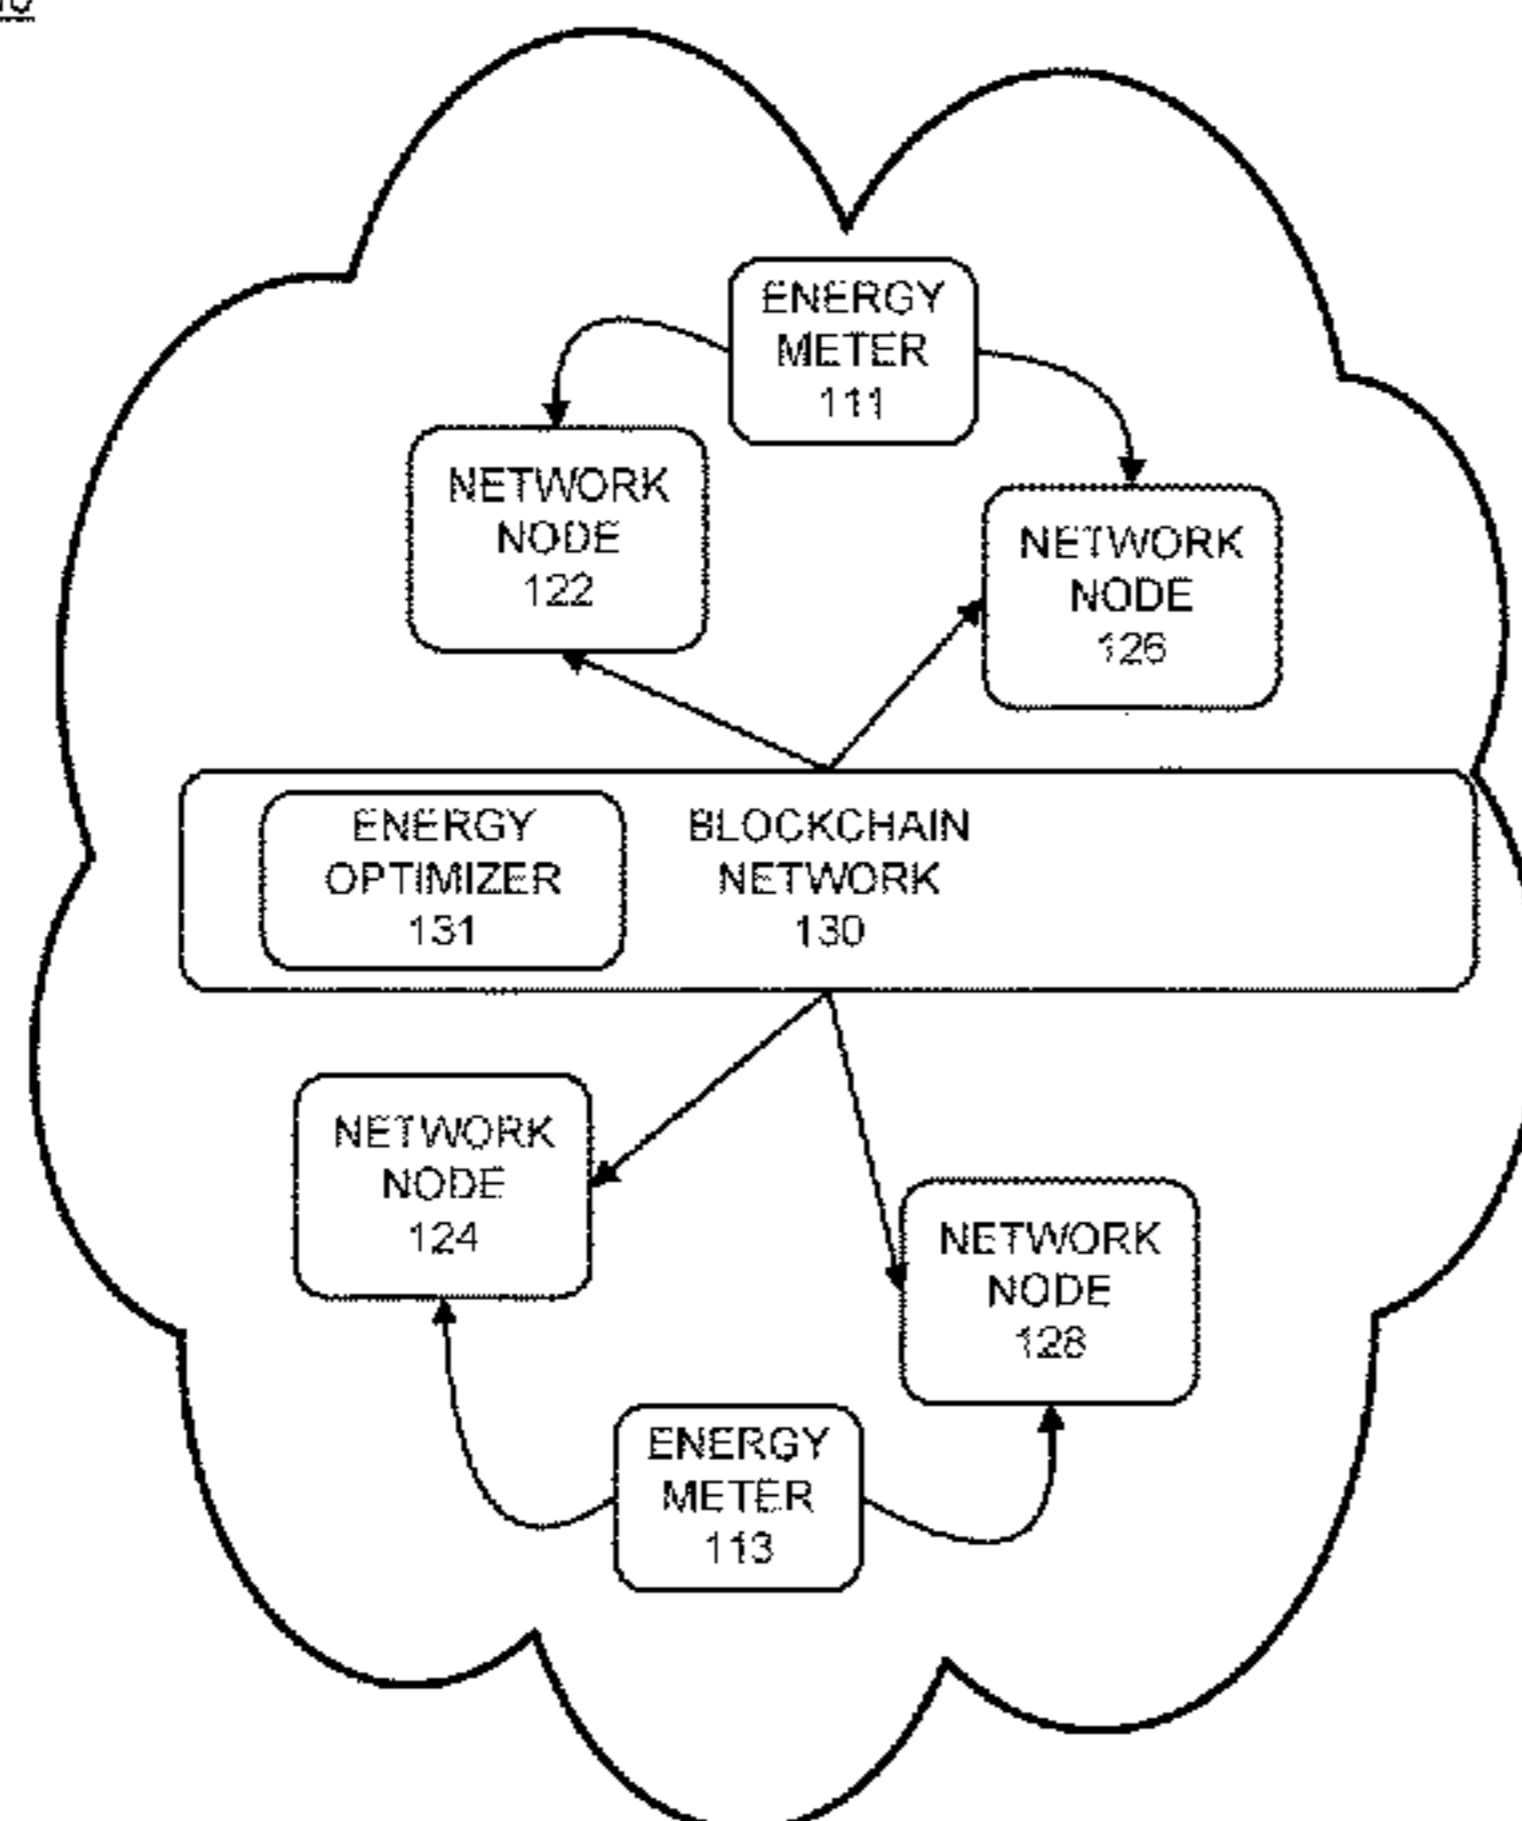 ENERGY
METER
111
NETWORK
NODE
122
NETWORK
NODE
126
ENERGY
OPTIMIZER
131
BLOCKCHAIN
NETWORK
130
NETWORK
NODE
124
NETWORK
NODE
128
ENERGY
METER
113